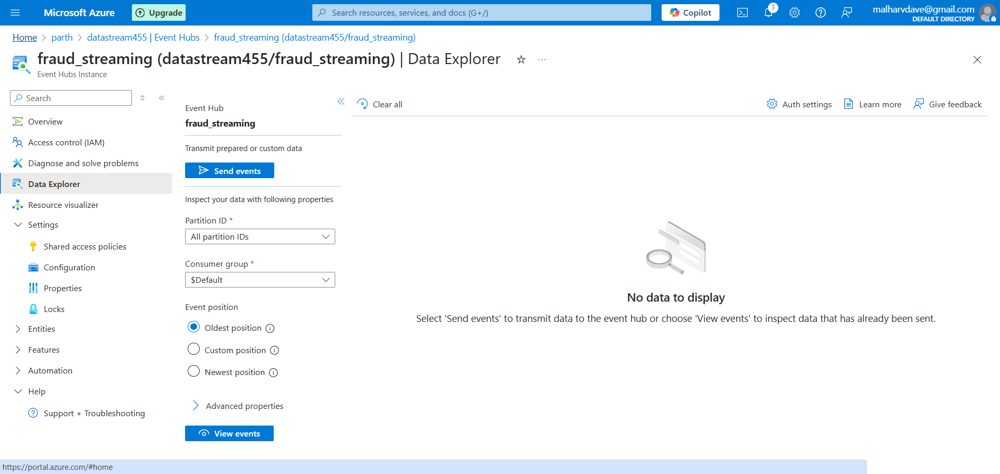 Microsoft Azure
Upgrade
Search resources, services, and docs (G+/)
Copilot
3
malharvdave@gmail.com
DEFAULT DIRECTORY
Home > parth > datastream455 | Event Hubs > fraud_streaming (datastream455/fraud_streaming)
fraud_streaming (datastream455/fraud_streaming) | Data Explorer
Event Hubs Instance
Search
Overview
Access control (IAM)
Diagnose and solve problems
Data Explorer
Resource visualizer
Settings
Shared access policies
Configuration
Properties
Locks
Entities
Features
Automation
Help
Support + Troubleshooting
Event Hub
fraud_streaming
Transmit prepared or custom data
Send events
Inspect your data with following properties
Partition ID *
All partition IDs
Consumer group *
$Default
Event position
Oldest position
Custom position
Newest position
Advanced properties
View events
Clear all
Auth settings
Learn more
Give feedback
No data to display
Select 'Send events' to transmit data to the event hub or choose 'View events' to inspect data that has already been sent.
https://portal.azure.com/#home